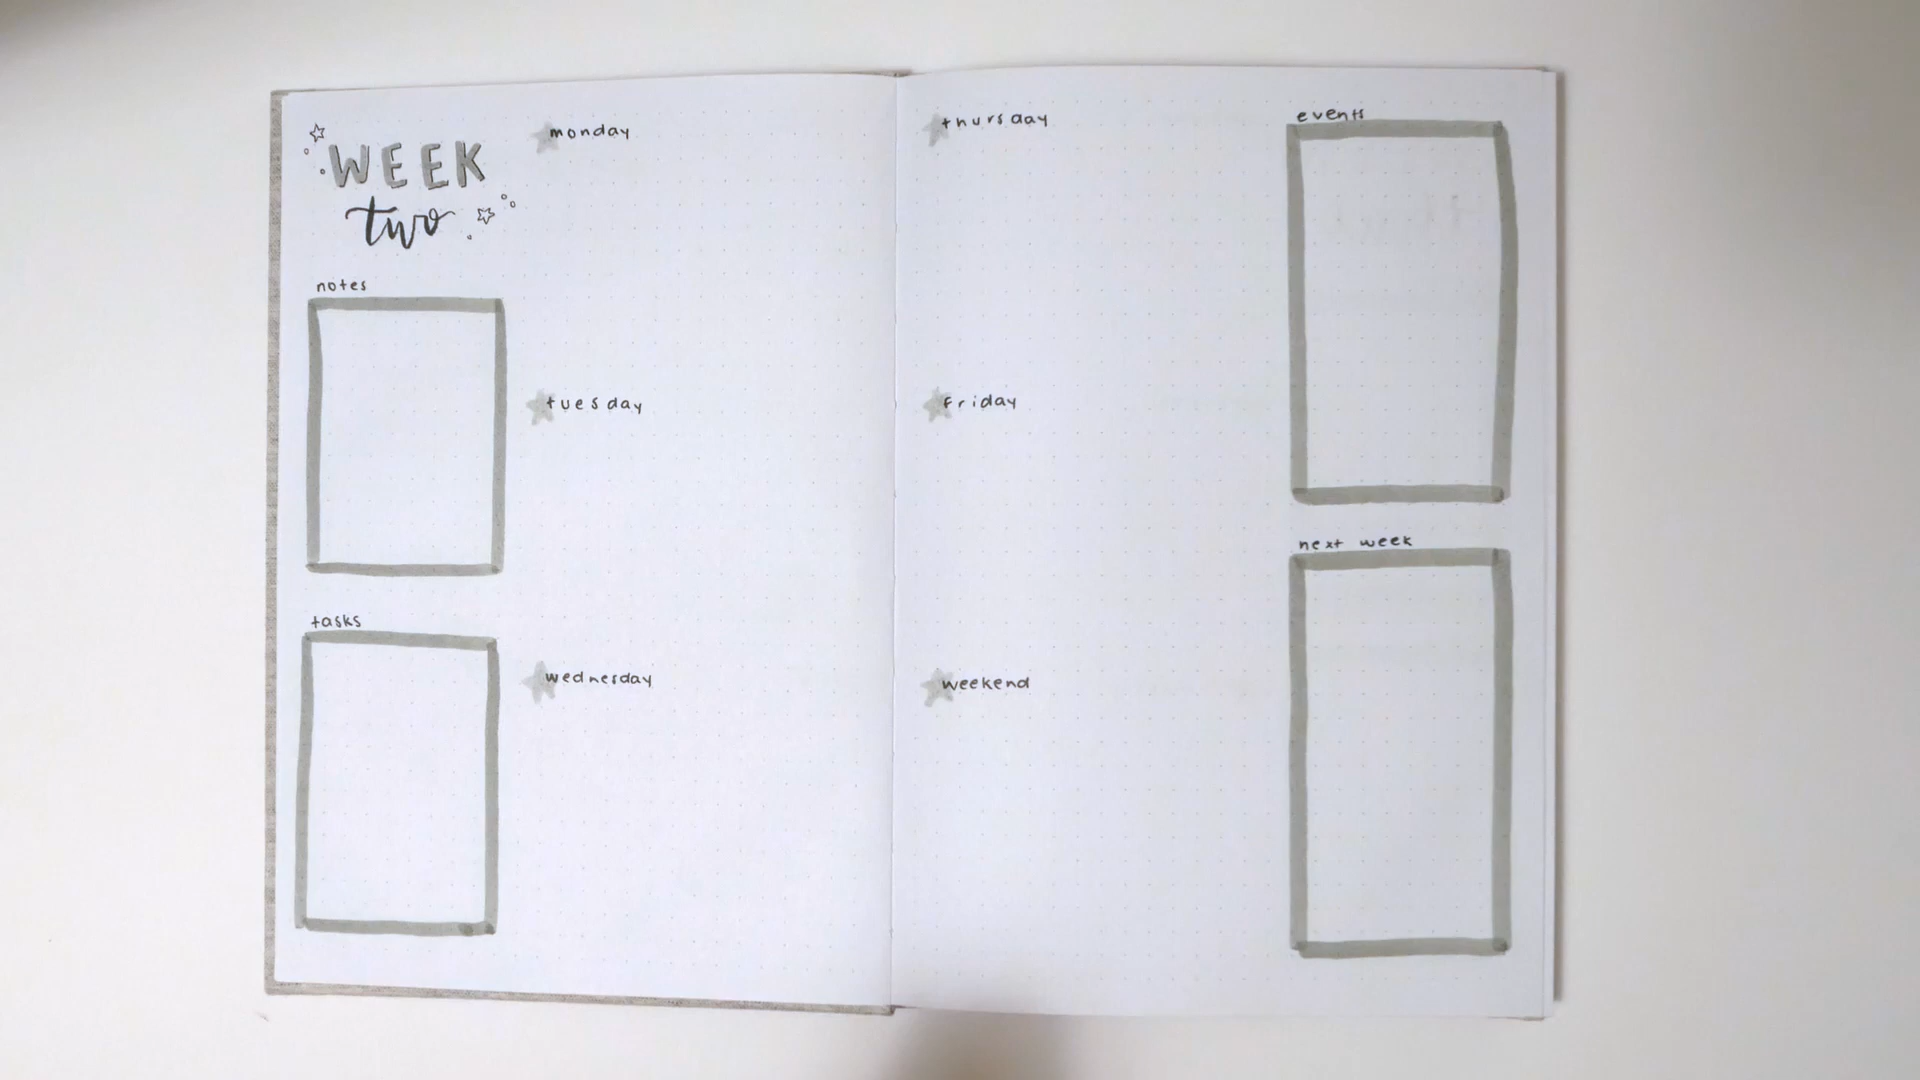 WEEK
two
notes
tasks
monday
tuesday
wednesday
thursday
friday
weekend
events
next week